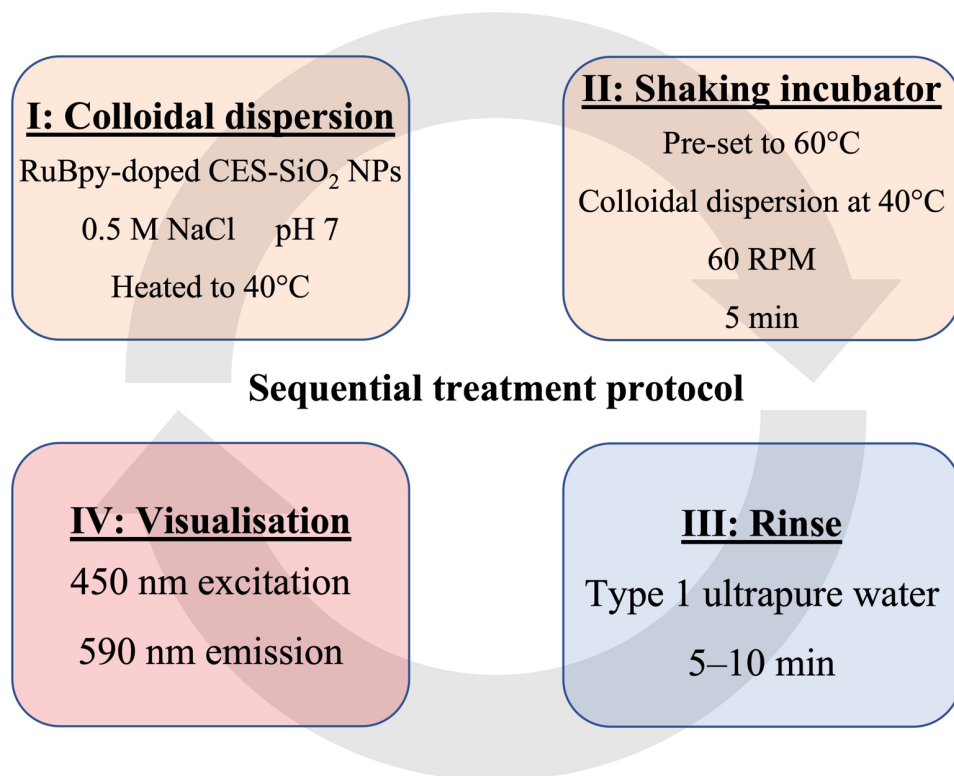 I: Colloidal dispersion
RuBpy-doped CES-SiO₂ NPs
0.5 M NaCl pH 7
Heated to 40°C
II: Shaking incubator
Pre-set to 60°C
Colloidal dispersion at 40°C
60 RPM
5 min
Sequential treatment protocol
IV: Visualisation
450 nm excitation
590 nm emission
III: Rinse
Type 1 ultrapure water
5–10 min